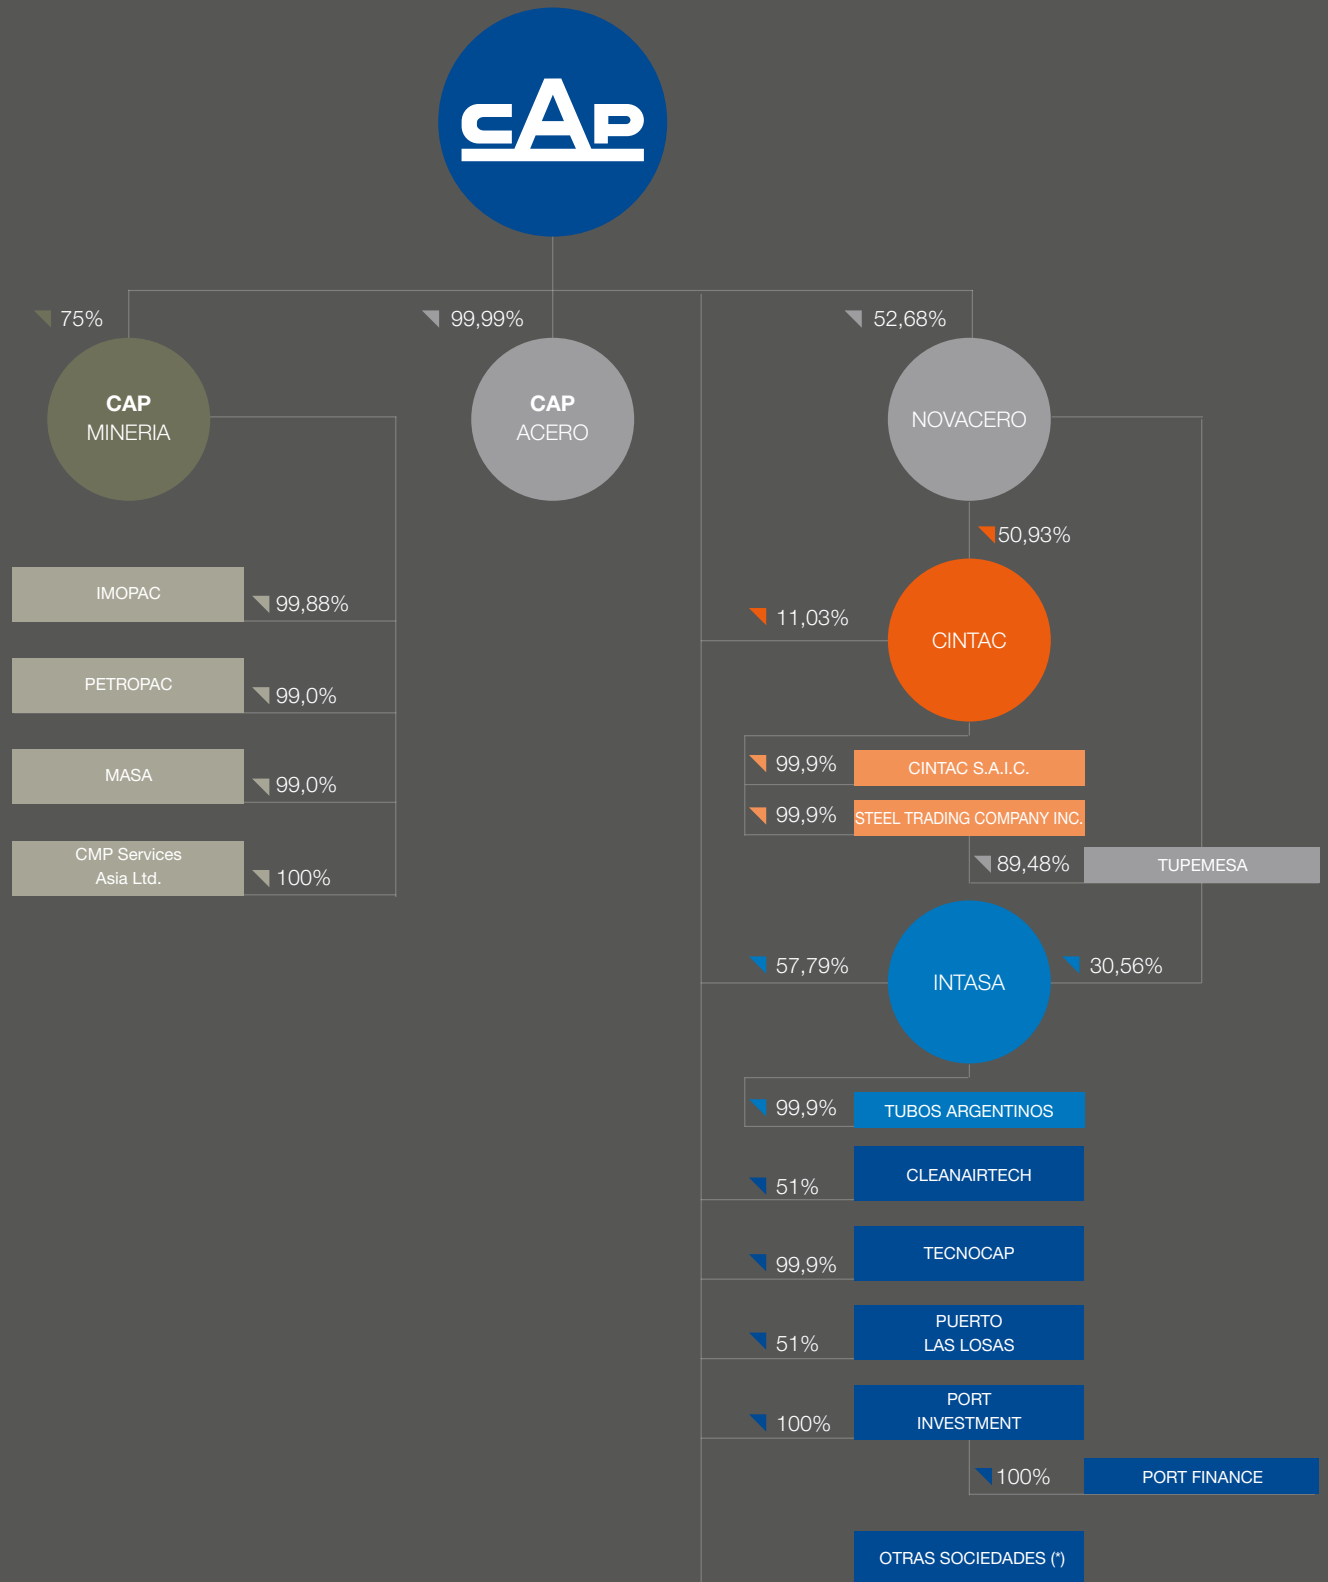 CAP
75%
99,99%
52,68%
CAP
MINERIA
CAP
ACERO
NOVACERO
50,93%
IMOPAC
99,88%
11,03%
CINTAC
PETROPAC
99,0%
MASA
99,0%
99,9%
CINTAC S.A.I.C.
99,9%
STEEL TRADING COMPANY INC.
CMP Services
Asia Ltd.
100%
89,48%
TUPEMESA
57,79%
INTASA
30,56%
99,9%
TUBOS ARGENTINOS
51%
CLEANAIRTECH
99,9%
TECNOCAP
51%
PUERTO
LAS LOSAS
100%
PORT
INVESTMENT
100%
PORT FINANCE
OTRAS SOCIEDADES (*)